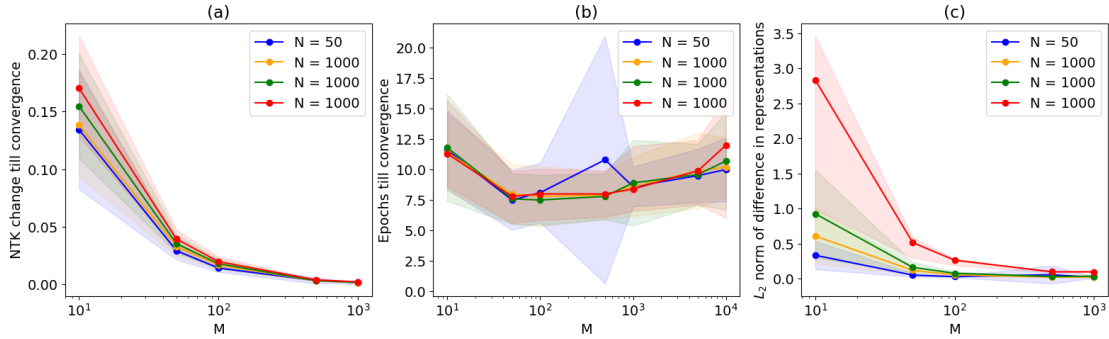 (a)
NTK change till convergence
0.20
0.15
0.10
0.05
0.00
N = 50
N = 1000
N = 1000
N = 1000
10¹
10²
10³
M
(b)
Epochs till convergence
20.0
17.5
15.0
12.5
10.0
7.5
5.0
2.5
0.0
N = 50
N = 1000
N = 1000
N = 1000
10¹
10²
10³
10⁴
M
(c)
L₂ norm of difference in representations
3.5
3.0
2.5
2.0
1.5
1.0
0.5
0.0
N = 50
N = 1000
N = 1000
N = 1000
10¹
10²
10³
M